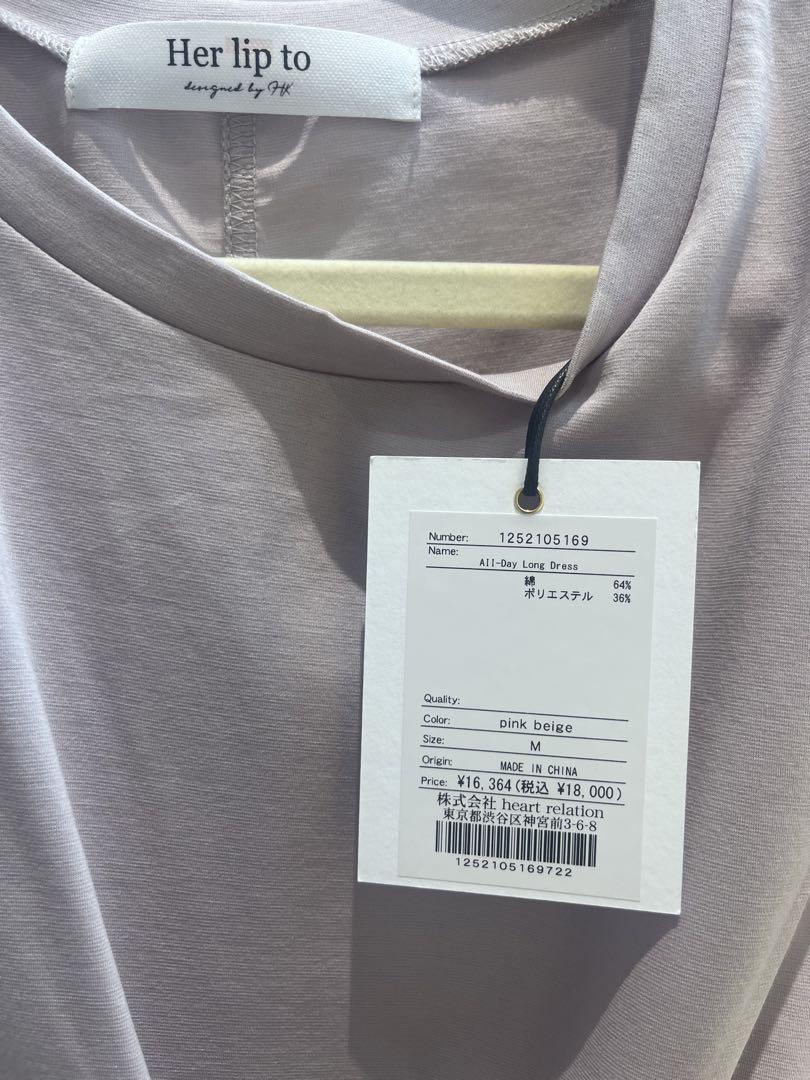 Her lip to
designed by HK
Number: 1252105169
Name:
All-Day Long Dress
綿 64%
ポリエステル 36%
Quality:
Color: pink beige
Size: M
Origin: MADE IN CHINA
Price: ¥16,364(税込 ¥18,000)
株式会社 heart relation
東京都渋谷区神宮前3-6-8
1252105169722